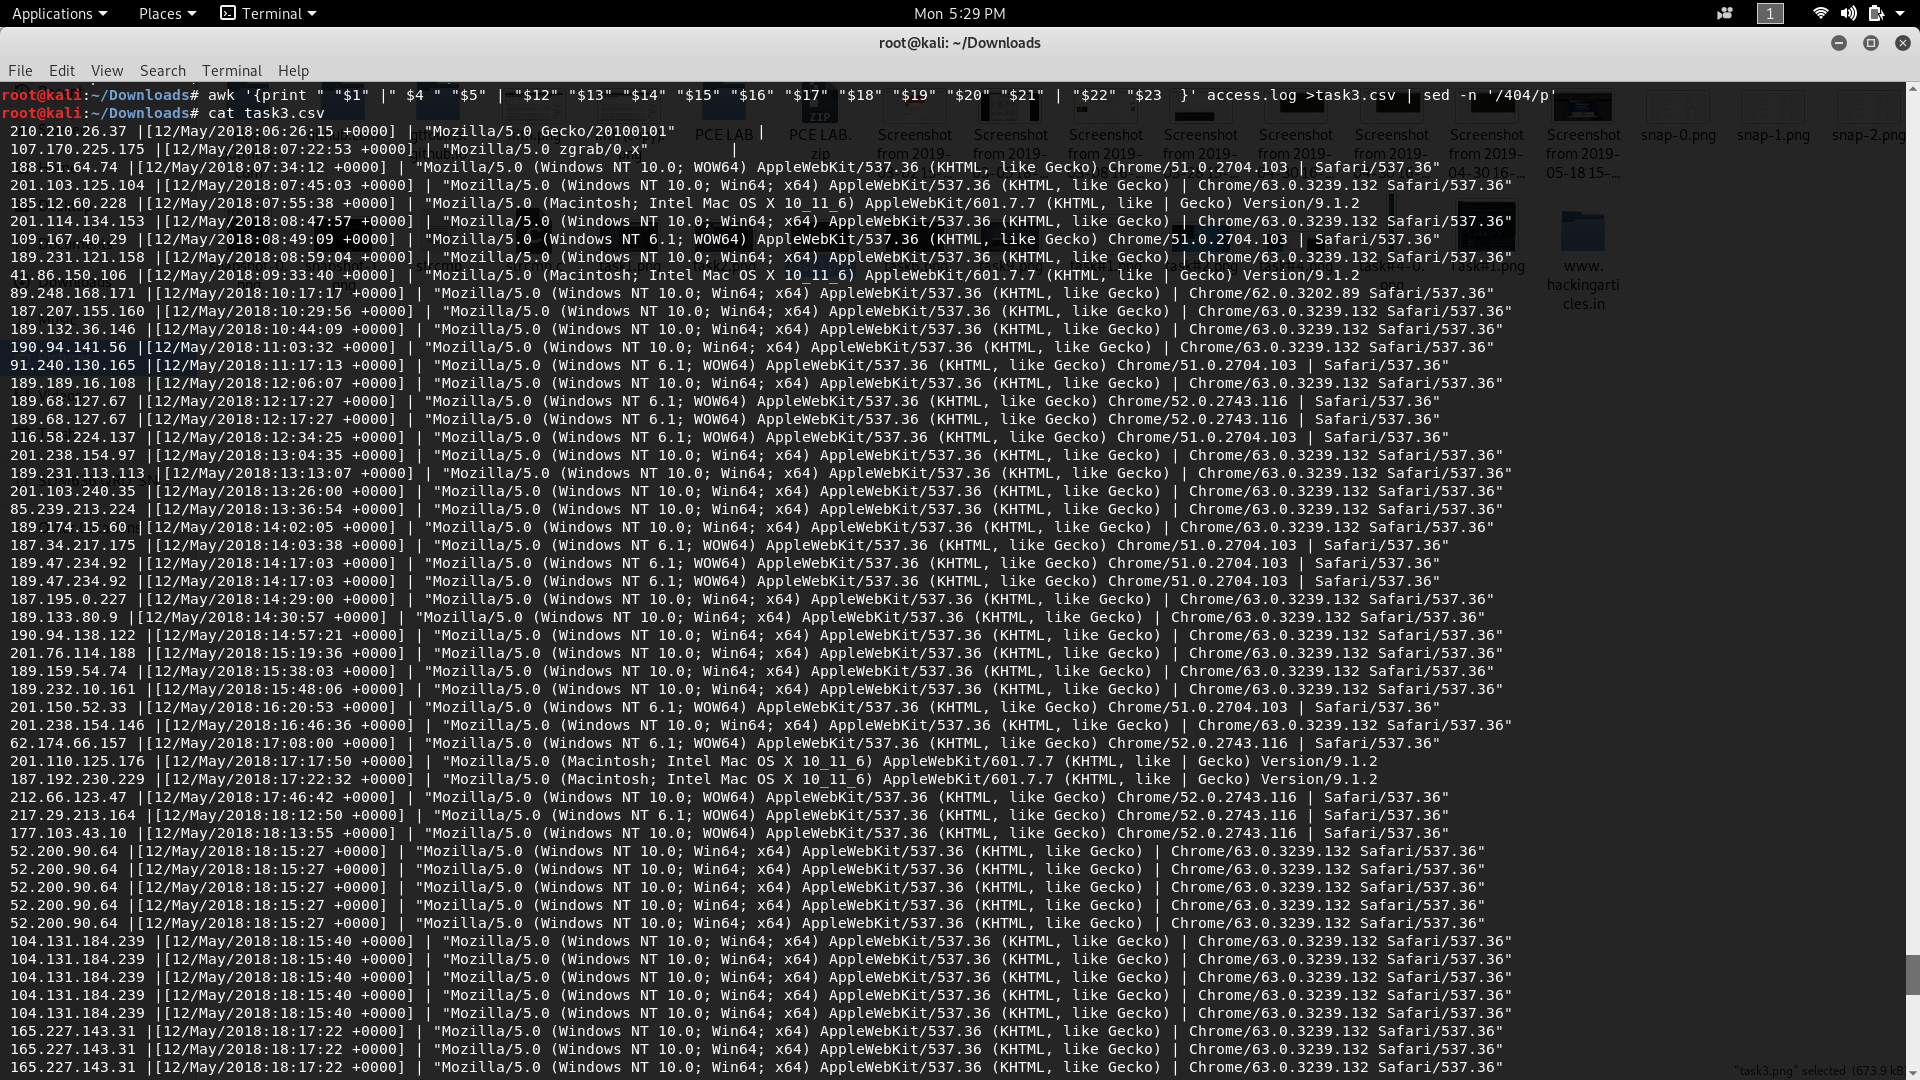 Applications Places Terminal Mon 5:29 PM 1
root@kali: ~/Downloads
File Edit View Search Terminal Help
root@kali:~/Downloads# awk '{print " "$1" |" $4 " "$5" | "$12" "$13" "$14" "$15" "$16" "$17" "$18" "$19" "$20" "$21" | "$22" "$23  }' access.log >task3.csv | sed -n '/404/p'
root@kali:~/Downloads# cat task3.csv
210.210.26.37 |[12/May/2018:06:26:15 +0000] | "Mozilla/5.0 Gecko/20100101" |
107.170.225.175 |[12/May/2018:07:22:53 +0000] | "Mozilla/5.0 zgrab/0.x" |
188.51.64.74 |[12/May/2018:07:34:12 +0000] | "Mozilla/5.0 (Windows NT 10.0; WOW64) AppleWebKit/537.36 (KHTML, like Gecko) Chrome/51.0.2704.103 | Safari/537.36"
201.103.125.104 |[12/May/2018:07:45:03 +0000] | "Mozilla/5.0 (Windows NT 10.0; Win64; x64) AppleWebKit/537.36 (KHTML, like Gecko) | Chrome/63.0.3239.132 Safari/537.36"
185.12.60.228 |[12/May/2018:07:55:38 +0000] | "Mozilla/5.0 (Macintosh; Intel Mac OS X 10_11_6) AppleWebKit/601.7.7 (KHTML, like | Gecko) Version/9.1.2
201.114.134.153 |[12/May/2018:08:47:57 +0000] | "Mozilla/5.0 (Windows NT 10.0; Win64; x64) AppleWebKit/537.36 (KHTML, like Gecko) | Chrome/63.0.3239.132 Safari/537.36"
109.167.40.29 |[12/May/2018:08:49:09 +0000] | "Mozilla/5.0 (Windows NT 6.1; WOW64) AppleWebKit/537.36 (KHTML, like Gecko) Chrome/51.0.2704.103 | Safari/537.36"
189.231.121.158 |[12/May/2018:08:59:04 +0000] | "Mozilla/5.0 (Windows NT 10.0; Win64; x64) AppleWebKit/537.36 (KHTML, like Gecko) | Chrome/63.0.3239.132 Safari/537.36"
41.86.150.106 |[12/May/2018:09:33:44 +0000] | "Mozilla/5.0 (Macintosh; Intel Mac OS X 10_11_6) AppleWebKit/601.7.7 (KHTML, like | Gecko) Version/9.1.2
89.248.168.171 |[12/May/2018:10:17:17 +0000] | "Mozilla/5.0 (Windows NT 10.0; Win64; x64) AppleWebKit/537.36 (KHTML, like Gecko) | Chrome/62.0.3202.89 Safari/537.36"
187.207.155.160 |[12/May/2018:10:29:56 +0000] | "Mozilla/5.0 (Windows NT 10.0; Win64; x64) AppleWebKit/537.36 (KHTML, like Gecko) | Chrome/63.0.3239.132 Safari/537.36"
189.132.36.146 |[12/May/2018:10:44:09 +0000] | "Mozilla/5.0 (Windows NT 10.0; Win64; x64) AppleWebKit/537.36 (KHTML, like Gecko) | Chrome/63.0.3239.132 Safari/537.36"
190.94.141.56 |[12/May/2018:11:03:32 +0000] | "Mozilla/5.0 (Windows NT 10.0; Win64; x64) AppleWebKit/537.36 (KHTML, like Gecko) | Chrome/63.0.3239.132 Safari/537.36"
91.240.130.165 |[12/May/2018:11:17:13 +0000] | "Mozilla/5.0 (Windows NT 6.1; WOW64) AppleWebKit/537.36 (KHTML, like Gecko) Chrome/51.0.2704.103 | Safari/537.36"
189.189.16.108 |[12/May/2018:12:06:07 +0000] | "Mozilla/5.0 (Windows NT 10.0; Win64; x64) AppleWebKit/537.36 (KHTML, like Gecko) | Chrome/63.0.3239.132 Safari/537.36"
189.68.127.67 |[12/May/2018:12:17:27 +0000] | "Mozilla/5.0 (Windows NT 6.1; WOW64) AppleWebKit/537.36 (KHTML, like Gecko) Chrome/52.0.2743.116 | Safari/537.36"
189.68.127.67 |[12/May/2018:12:17:27 +0000] | "Mozilla/5.0 (Windows NT 6.1; WOW64) AppleWebKit/537.36 (KHTML, like Gecko) Chrome/52.0.2743.116 | Safari/537.36"
116.58.224.137 |[12/May/2018:12:34:25 +0000] | "Mozilla/5.0 (Windows NT 6.1; WOW64) AppleWebKit/537.36 (KHTML, like Gecko) Chrome/51.0.2704.103 | Safari/537.36"
201.238.154.97 |[12/May/2018:13:04:35 +0000] | "Mozilla/5.0 (Windows NT 10.0; Win64; x64) AppleWebKit/537.36 (KHTML, like Gecko) | Chrome/63.0.3239.132 Safari/537.36"
189.231.113.113 |[12/May/2018:13:13:07 +0000] | "Mozilla/5.0 (Windows NT 10.0; Win64; x64) AppleWebKit/537.36 (KHTML, like Gecko) | Chrome/63.0.3239.132 Safari/537.36"
201.103.240.35 |[12/May/2018:13:26:00 +0000] | "Mozilla/5.0 (Windows NT 10.0; Win64; x64) AppleWebKit/537.36 (KHTML, like Gecko) | Chrome/63.0.3239.132 Safari/537.36"
85.239.213.224 |[12/May/2018:13:36:54 +0000] | "Mozilla/5.0 (Windows NT 10.0; Win64; x64) AppleWebKit/537.36 (KHTML, like Gecko) | Chrome/63.0.3239.132 Safari/537.36"
189.174.15.60 |[12/May/2018:14:02:05 +0000] | "Mozilla/5.0 (Windows NT 10.0; Win64; x64) AppleWebKit/537.36 (KHTML, like Gecko) | Chrome/63.0.3239.132 Safari/537.36"
187.34.217.175 |[12/May/2018:14:03:38 +0000] | "Mozilla/5.0 (Windows NT 6.1; WOW64) AppleWebKit/537.36 (KHTML, like Gecko) Chrome/51.0.2704.103 | Safari/537.36"
189.47.234.92 |[12/May/2018:14:17:03 +0000] | "Mozilla/5.0 (Windows NT 6.1; WOW64) AppleWebKit/537.36 (KHTML, like Gecko) Chrome/51.0.2704.103 | Safari/537.36"
189.47.234.92 |[12/May/2018:14:17:03 +0000] | "Mozilla/5.0 (Windows NT 6.1; WOW64) AppleWebKit/537.36 (KHTML, like Gecko) Chrome/51.0.2704.103 | Safari/537.36"
187.195.0.227 |[12/May/2018:14:29:00 +0000] | "Mozilla/5.0 (Windows NT 10.0; Win64; x64) AppleWebKit/537.36 (KHTML, like Gecko) | Chrome/63.0.3239.132 Safari/537.36"
189.133.80.9 |[12/May/2018:14:30:57 +0000] | "Mozilla/5.0 (Windows NT 10.0; Win64; x64) AppleWebKit/537.36 (KHTML, like Gecko) | Chrome/63.0.3239.132 Safari/537.36"
190.94.138.122 |[12/May/2018:14:57:21 +0000] | "Mozilla/5.0 (Windows NT 10.0; Win64; x64) AppleWebKit/537.36 (KHTML, like Gecko) | Chrome/63.0.3239.132 Safari/537.36"
201.76.114.188 |[12/May/2018:15:19:36 +0000] | "Mozilla/5.0 (Windows NT 10.0; Win64; x64) AppleWebKit/537.36 (KHTML, like Gecko) | Chrome/63.0.3239.132 Safari/537.36"
189.159.54.74 |[12/May/2018:15:38:03 +0000] | "Mozilla/5.0 (Windows NT 10.0; Win64; x64) AppleWebKit/537.36 (KHTML, like Gecko) | Chrome/63.0.3239.132 Safari/537.36"
189.232.10.161 |[12/May/2018:15:48:06 +0000] | "Mozilla/5.0 (Windows NT 10.0; Win64; x64) AppleWebKit/537.36 (KHTML, like Gecko) | Chrome/63.0.3239.132 Safari/537.36"
201.150.52.33 |[12/May/2018:16:20:53 +0000] | "Mozilla/5.0 (Windows NT 6.1; WOW64) AppleWebKit/537.36 (KHTML, like Gecko) Chrome/51.0.2704.103 | Safari/537.36"
201.238.154.146 |[12/May/2018:16:46:36 +0000] | "Mozilla/5.0 (Windows NT 10.0; Win64; x64) AppleWebKit/537.36 (KHTML, like Gecko) | Chrome/63.0.3239.132 Safari/537.36"
62.174.66.157 |[12/May/2018:17:08:00 +0000] | "Mozilla/5.0 (Windows NT 6.1; WOW64) AppleWebKit/537.36 (KHTML, like Gecko) Chrome/52.0.2743.116 | Safari/537.36"
201.110.125.176 |[12/May/2018:17:17:50 +0000] | "Mozilla/5.0 (Macintosh; Intel Mac OS X 10_11_6) AppleWebKit/601.7.7 (KHTML, like | Gecko) Version/9.1.2
187.192.230.229 |[12/May/2018:17:22:32 +0000] | "Mozilla/5.0 (Macintosh; Intel Mac OS X 10_11_6) AppleWebKit/601.7.7 (KHTML, like | Gecko) Version/9.1.2
212.66.123.47 |[12/May/2018:17:46:42 +0000] | "Mozilla/5.0 (Windows NT 10.0; WOW64) AppleWebKit/537.36 (KHTML, like Gecko) Chrome/52.0.2743.116 | Safari/537.36"
217.29.213.164 |[12/May/2018:18:12:50 +0000] | "Mozilla/5.0 (Windows NT 6.1; WOW64) AppleWebKit/537.36 (KHTML, like Gecko) Chrome/52.0.2743.116 | Safari/537.36"
177.103.43.10 |[12/May/2018:18:13:55 +0000] | "Mozilla/5.0 (Windows NT 10.0; WOW64) AppleWebKit/537.36 (KHTML, like Gecko) Chrome/52.0.2743.116 | Safari/537.36"
52.200.90.64 |[12/May/2018:18:15:27 +0000] | "Mozilla/5.0 (Windows NT 10.0; Win64; x64) AppleWebKit/537.36 (KHTML, like Gecko) | Chrome/63.0.3239.132 Safari/537.36"
52.200.90.64 |[12/May/2018:18:15:27 +0000] | "Mozilla/5.0 (Windows NT 10.0; Win64; x64) AppleWebKit/537.36 (KHTML, like Gecko) | Chrome/63.0.3239.132 Safari/537.36"
52.200.90.64 |[12/May/2018:18:15:27 +0000] | "Mozilla/5.0 (Windows NT 10.0; Win64; x64) AppleWebKit/537.36 (KHTML, like Gecko) | Chrome/63.0.3239.132 Safari/537.36"
52.200.90.64 |[12/May/2018:18:15:27 +0000] | "Mozilla/5.0 (Windows NT 10.0; Win64; x64) AppleWebKit/537.36 (KHTML, like Gecko) | Chrome/63.0.3239.132 Safari/537.36"
52.200.90.64 |[12/May/2018:18:15:27 +0000] | "Mozilla/5.0 (Windows NT 10.0; Win64; x64) AppleWebKit/537.36 (KHTML, like Gecko) | Chrome/63.0.3239.132 Safari/537.36"
104.131.184.239 |[12/May/2018:18:15:40 +0000] | "Mozilla/5.0 (Windows NT 10.0; Win64; x64) AppleWebKit/537.36 (KHTML, like Gecko) | Chrome/63.0.3239.132 Safari/537.36"
104.131.184.239 |[12/May/2018:18:15:40 +0000] | "Mozilla/5.0 (Windows NT 10.0; Win64; x64) AppleWebKit/537.36 (KHTML, like Gecko) | Chrome/63.0.3239.132 Safari/537.36"
104.131.184.239 |[12/May/2018:18:15:40 +0000] | "Mozilla/5.0 (Windows NT 10.0; Win64; x64) AppleWebKit/537.36 (KHTML, like Gecko) | Chrome/63.0.3239.132 Safari/537.36"
104.131.184.239 |[12/May/2018:18:15:40 +0000] | "Mozilla/5.0 (Windows NT 10.0; Win64; x64) AppleWebKit/537.36 (KHTML, like Gecko) | Chrome/63.0.3239.132 Safari/537.36"
104.131.184.239 |[12/May/2018:18:15:40 +0000] | "Mozilla/5.0 (Windows NT 10.0; Win64; x64) AppleWebKit/537.36 (KHTML, like Gecko) | Chrome/63.0.3239.132 Safari/537.36"
165.227.143.31 |[12/May/2018:18:17:22 +0000] | "Mozilla/5.0 (Windows NT 10.0; Win64; x64) AppleWebKit/537.36 (KHTML, like Gecko) | Chrome/63.0.3239.132 Safari/537.36"
165.227.143.31 |[12/May/2018:18:17:22 +0000] | "Mozilla/5.0 (Windows NT 10.0; Win64; x64) AppleWebKit/537.36 (KHTML, like Gecko) | Chrome/63.0.3239.132 Safari/537.36"
165.227.143.31 |[12/May/2018:18:17:22 +0000] | "Mozilla/5.0 (Windows NT 10.0; Win64; x64) AppleWebKit/537.36 (KHTML, like Gecko) | Chrome/63.0.3239.132 Safari/537.36"
PCE LAB
PCE LAB.
ZIP
zip
snap-0.png
snap-1.png
snap-2.png
www.
hackingarti
cles.in
"task3.png" selected (673.9 kB